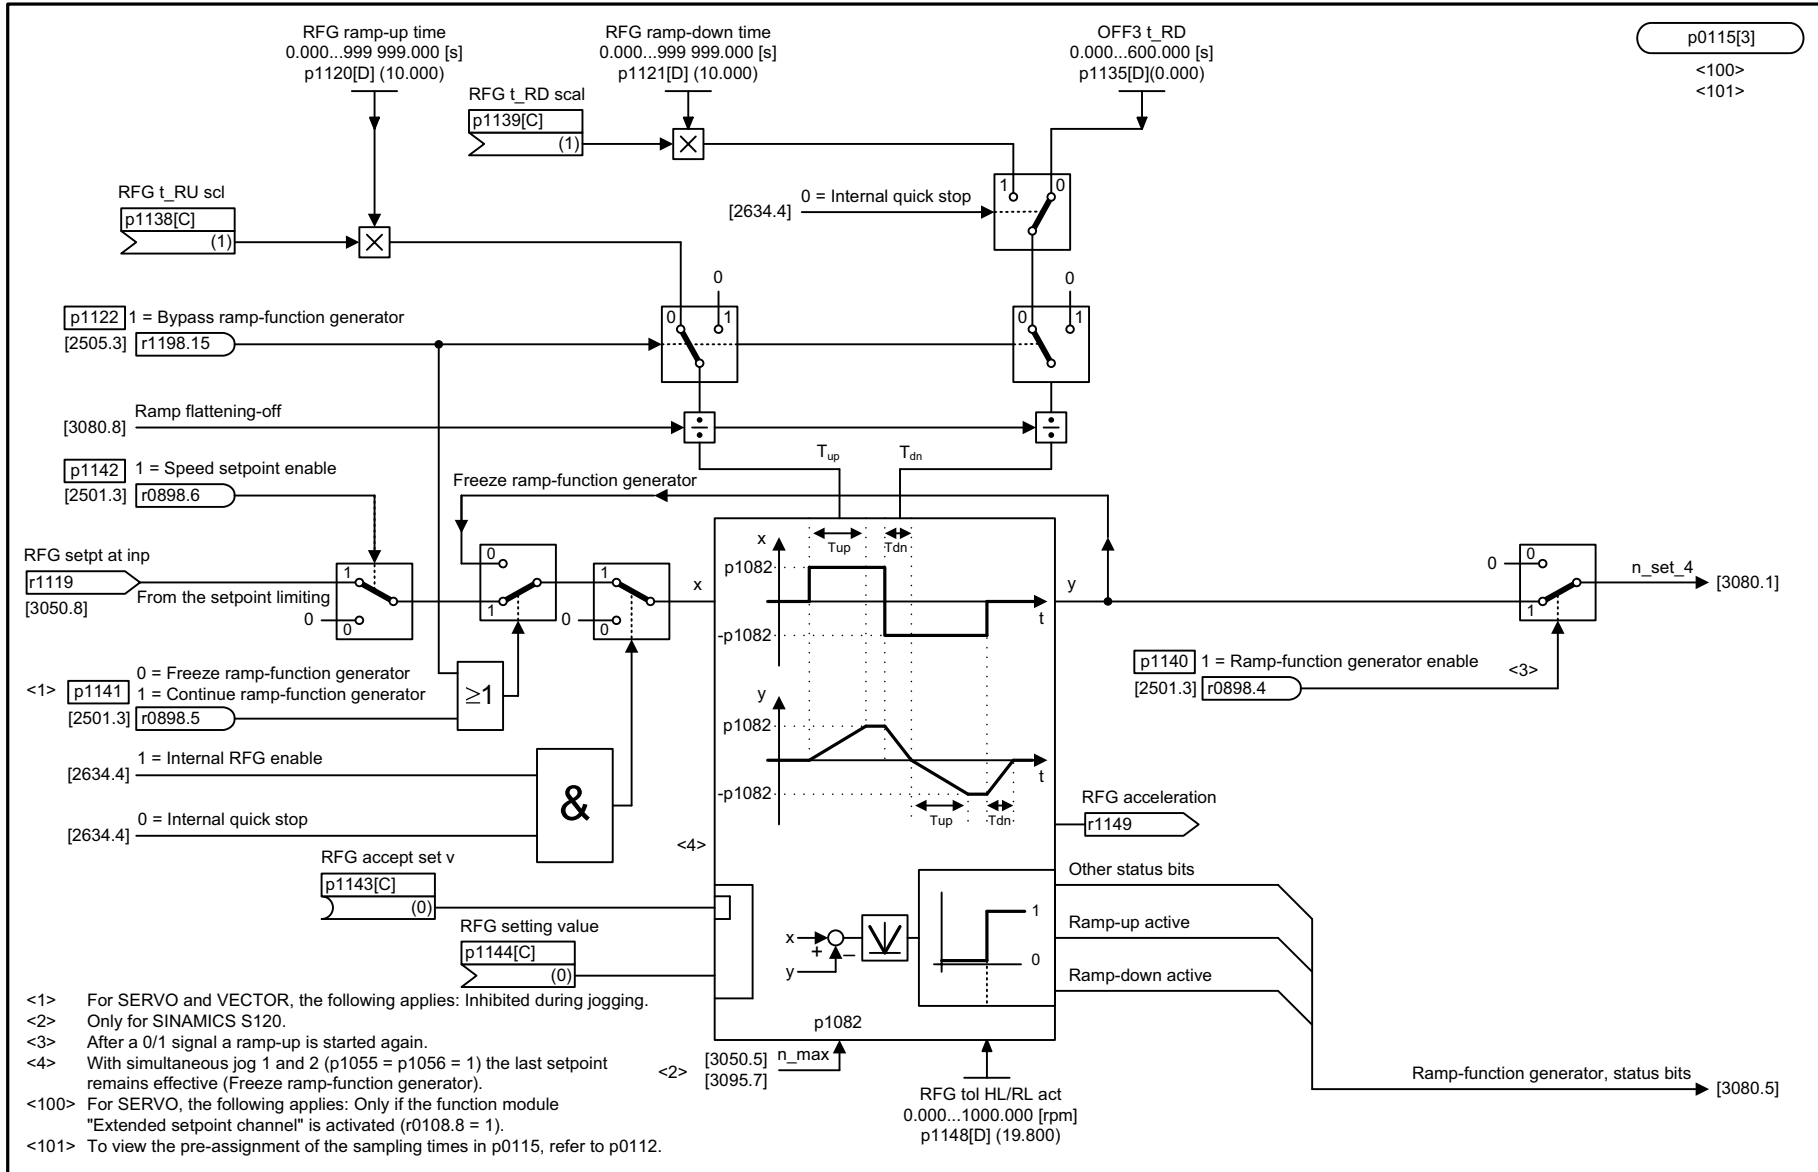 RFG ramp-up time
0.000...999 999.000 [s]
p1120[D] (10.000)
RFG ramp-down time
0.000...999 999.000 [s]
p1121[D] (10.000)
OFF3 t_RD
0.000...600.000 [s]
p1135[D](0.000)
p0115[3]
<100>
<101>
RFG t_RD scal
p1139[C]
(1)
RFG t_RU scl
p1138[C]
(1)
1 0
0 = Internal quick stop
[2634.4]
0
0
p1122 1 = Bypass ramp-function generator
[2505.3] r1198.15
0 1
0 1
Ramp flattening-off
[3080.8]
p1142 1 = Speed setpoint enable
[2501.3] r0898.6
Tup
Tdn
Freeze ramp-function generator
RFG setpt at inp
r1119
[3050.8]
From the setpoint limiting
1
0
0
0
1
1
0
0
x
x
Tup Tdn
p1082
-p1082
t
y
0
0
1
n_set_4
[3080.1]
<1> p1141
0 = Freeze ramp-function generator
1 = Continue ramp-function generator
[2501.3] r0898.5
≥1
p1140 1 = Ramp-function generator enable
<3>
[2501.3] r0898.4
y
p1082
-p1082
t
Tup Tdn
1 = Internal RFG enable
[2634.4]
0 = Internal quick stop
[2634.4]
&
RFG acceleration
r1149
<4>
RFG accept set v
p1143[C]
(0)
RFG setting value
p1144[C]
(0)
x
+
−
y
1
0
Other status bits
Ramp-up active
Ramp-down active
p1082
<2> [3050.5] n_max
[3095.7]
RFG tol HL/RL act
0.000...1000.000 [rpm]
p1148[D] (19.800)
Ramp-function generator, status bits
[3080.5]
<1> For SERVO and VECTOR, the following applies: Inhibited during jogging.
<2> Only for SINAMICS S120.
<3> After a 0/1 signal a ramp-up is started again.
<4> With simultaneous jog 1 and 2 (p1055 = p1056 = 1) the last setpoint
remains effective (Freeze ramp-function generator).
<100> For SERVO, the following applies: Only if the function module
"Extended setpoint channel" is activated (r0108.8 = 1).
<101> To view the pre-assignment of the sampling times in p0115, refer to p0112.